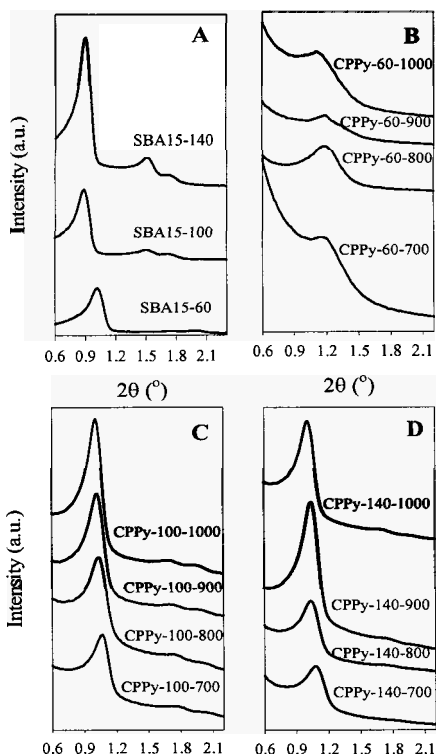 A
SBA15-140
SBA15-100
SBA15-60
Intensity (a.u.)
0.6 0.9 1.2 1.5 1.8 2.1
2θ (°)
B
CPPy-60-1000
CPPy-60-900
CPPy-60-800
CPPy-60-700
0.6 0.9 1.2 1.5 1.8 2.1
2θ (°)
C
CPPy-100-1000
CPPy-100-900
CPPy-100-800
CPPy-100-700
Intensity (a.u.)
0.6 0.9 1.2 1.5 1.8 2.1
D
CPPy-140-1000
CPPy-140-900
CPPy-140-800
CPPy-140-700
0.6 0.9 1.2 1.5 1.8 2.1